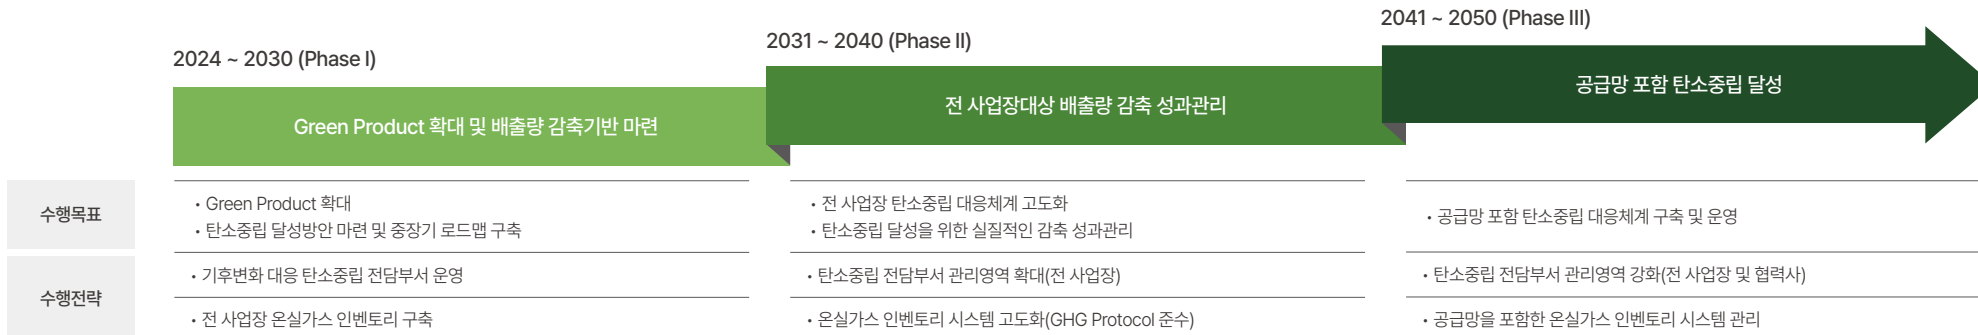 2024 ~ 2030 (Phase I)
Green Product 확대 및 배출량 감축기반 마련
2031 ~ 2040 (Phase II)
전 사업장대상 배출량 감축 성과관리
2041 ~ 2050 (Phase III)
공급망 포함 탄소중립 달성
수행목표
• Green Product 확대
• 탄소중립 달성방안 마련 및 중장기 로드맵 구축
• 전 사업장 탄소중립 대응체계 고도화
• 탄소중립 달성을 위한 실질적인 감축 성과관리
• 공급망 포함 탄소중립 대응체계 구축 및 운영
수행전략
• 기후변화 대응 탄소중립 전담부서 운영
• 탄소중립 전담부서 관리영역 확대(전 사업장)
• 탄소중립 전담부서 관리영역 강화(전 사업장 및 협력사)
• 전 사업장 온실가스 인벤토리 구축
• 온실가스 인벤토리 시스템 고도화(GHG Protocol 준수)
• 공급망을 포함한 온실가스 인벤토리 시스템 관리